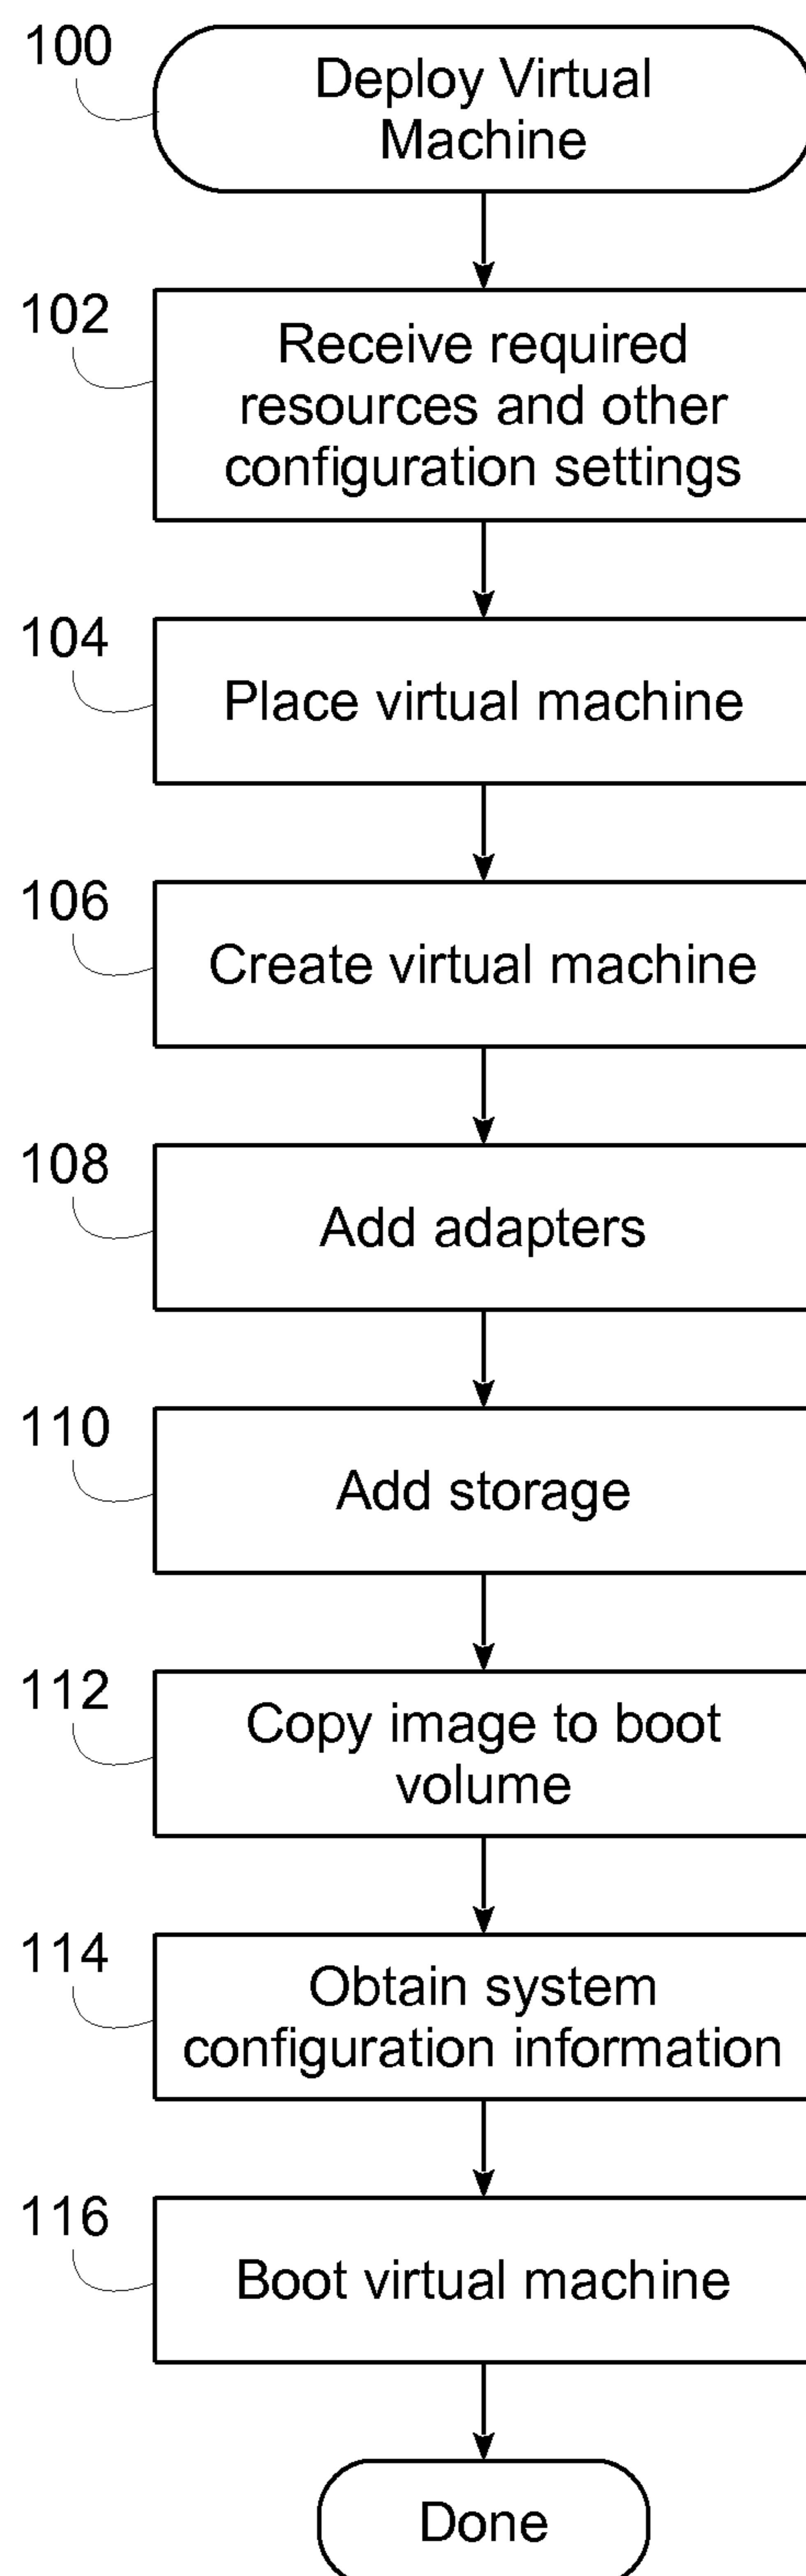 100
Deploy Virtual
Machine
102
Receive required
resources and other
configuration settings
104
Place virtual machine
106
Create virtual machine
108
Add adapters
110
Add storage
112
Copy image to boot
volume
114
Obtain system
configuration information
116
Boot virtual machine
Done